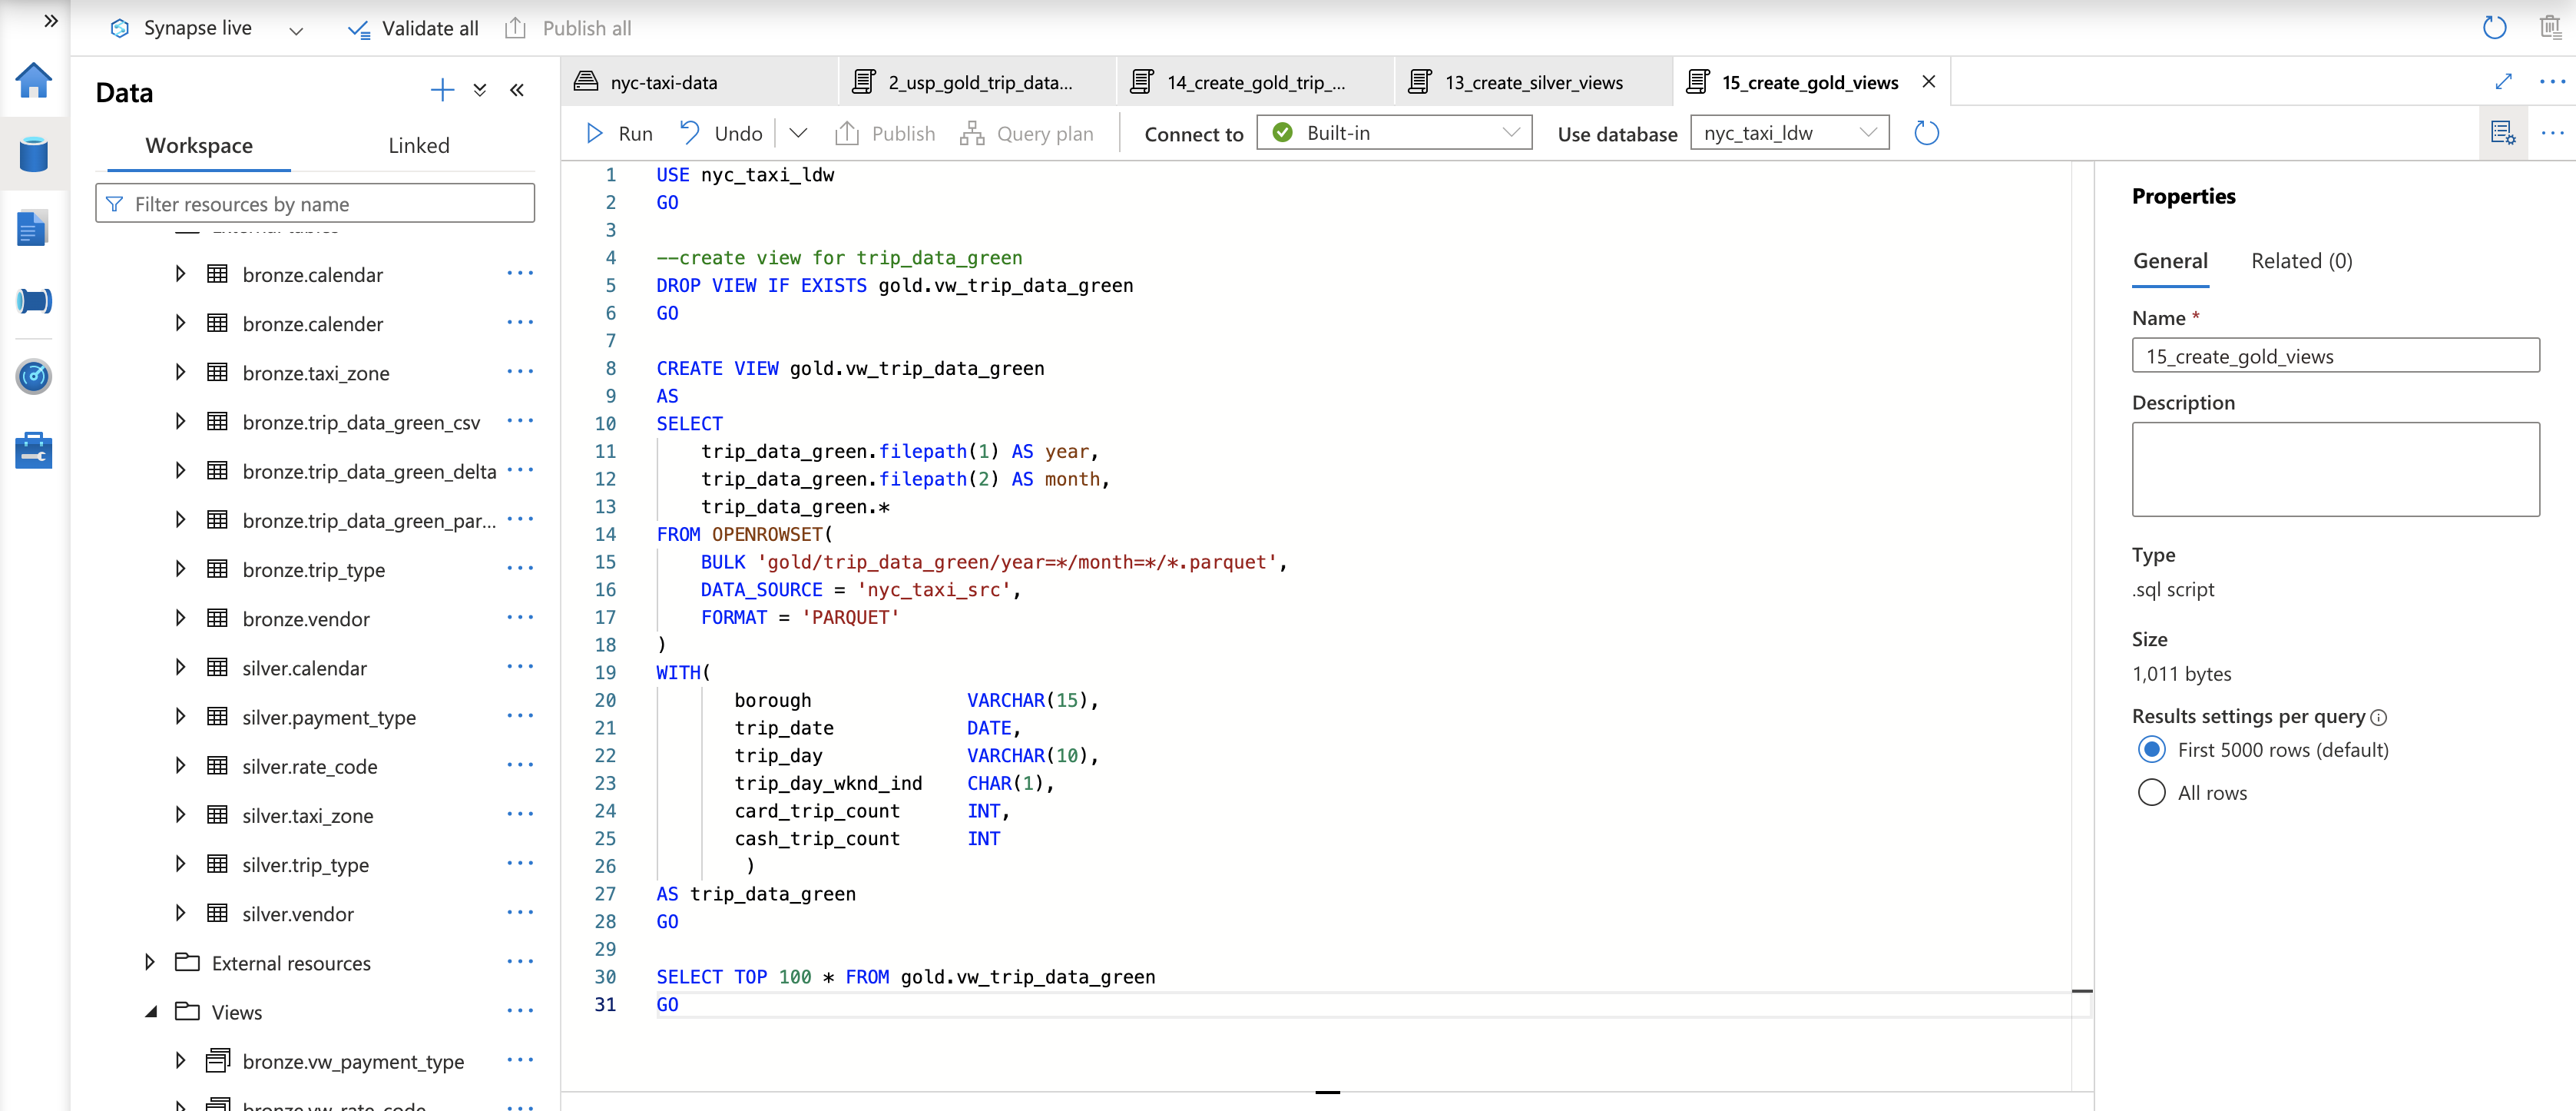 Synapse live
Validate all
Publish all
Data
Workspace
Linked
Filter resources by name
bronze.calendar
bronze.calender
bronze.taxi_zone
bronze.trip_data_green_csv
bronze.trip_data_green_delta
bronze.trip_data_green_par...
bronze.trip_type
bronze.vendor
silver.calendar
silver.payment_type
silver.rate_code
silver.taxi_zone
silver.trip_type
silver.vendor
External resources
Views
bronze.vw_payment_type
bronze.vw_rate_code
nyc-taxi-data
2_usp_gold_trip_data...
14_create_gold_trip_...
13_create_silver_views
15_create_gold_views
Run
Undo
Publish
Query plan
Connect to
Built-in
Use database
nyc_taxi_ldw
1 USE nyc_taxi_ldw
2 GO
3
4 --create view for trip_data_green
5 DROP VIEW IF EXISTS gold.vw_trip_data_green
6 GO
7
8 CREATE VIEW gold.vw_trip_data_green
9 AS
10 SELECT
11 trip_data_green.filepath(1) AS year,
12 trip_data_green.filepath(2) AS month,
13 trip_data_green.*
14 FROM OPENROWSET(
15 BULK 'gold/trip_data_green/year=*/month=*/*.parquet',
16 DATA_SOURCE = 'nyc_taxi_src',
17 FORMAT = 'PARQUET'
18 )
19 WITH(
20 borough VARCHAR(15),
21 trip_date DATE,
22 trip_day VARCHAR(10),
23 trip_day_wknd_ind CHAR(1),
24 card_trip_count INT,
25 cash_trip_count INT
26 )
27 AS trip_data_green
28 GO
29
30 SELECT TOP 100 * FROM gold.vw_trip_data_green
31 GO
Properties
General
Related (0)
Name *
15_create_gold_views
Description
Type
.sql script
Size
1,011 bytes
Results settings per query
First 5000 rows (default)
All rows